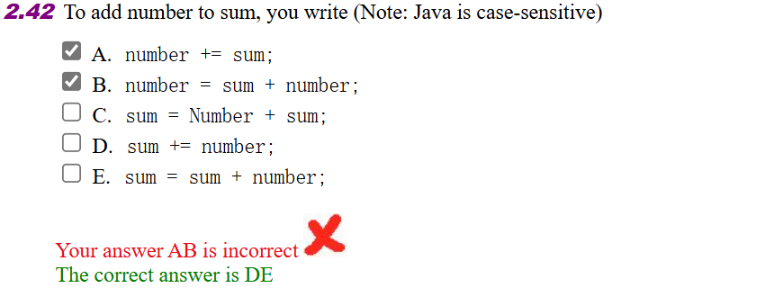 2.42 To add number to sum, you write (Note: Java is case-sensitive)
A. number += sum;
B. number = sum + number;
C. sum = Number + sum;
D. sum += number;
E. sum = sum + number;
Your answer AB is incorrect
The correct answer is DE